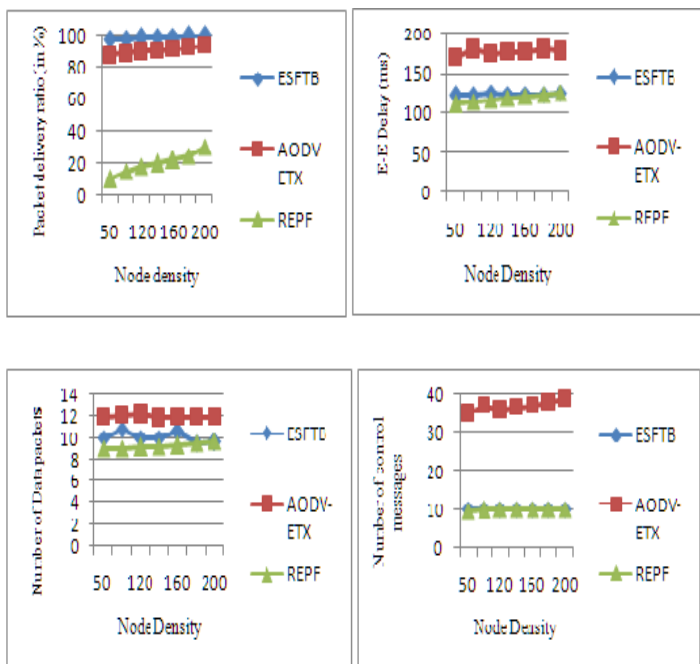 100
80
60
40
20
0
50 120 160 200
Packet delivery ratio (in %)
Node density
ESFTB
AODV
ETX
REPF
200
150
100
50
0
50 120 160 200
E-E Delay (ms)
Node Density
ESFTB
AODV-
ETX
REPF
14
12
10
8
6
4
2
0
50 120 160 200
Number of Data packets
Node Density
ESFTB
AODV-
ETX
REPF
40
30
20
10
0
50 120 160 200
Number of control
messages
Node Density
ESFTB
AODV-
ETX
REPF